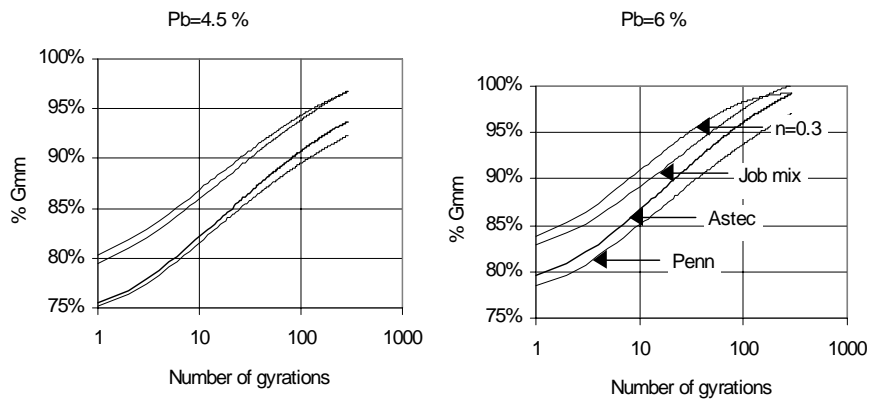 Pb=4.5 %
100%
95%
90%
85%
80%
75%
% Gmm
1 10 100 1000
Number of gyrations
Pb=6 %
100%
95%
90%
85%
80%
75%
% Gmm
n=0.3
Job mix
Astec
Penn
1 10 100 1000
Number of gyrations